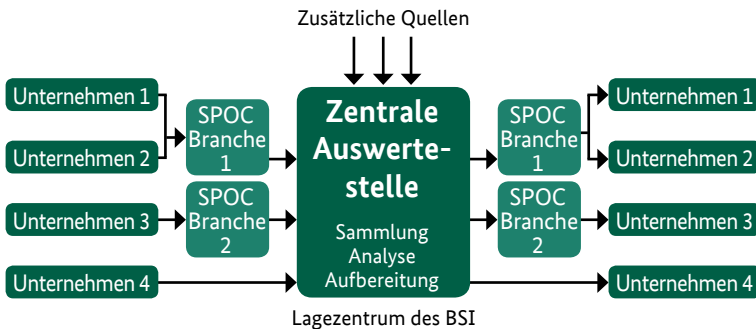 Zusätzliche Quellen
Unternehmen 1
Unternehmen 2
Unternehmen 3
Unternehmen 4
SPOC
Branche
1
SPOC
Branche
2
Zentrale
Auswerte-
stelle
Sammlung
Analyse
Aufbereitung
SPOC
Branche
1
SPOC
Branche
2
Unternehmen 1
Unternehmen 2
Unternehmen 3
Unternehmen 4
Lagezentrum des BSI